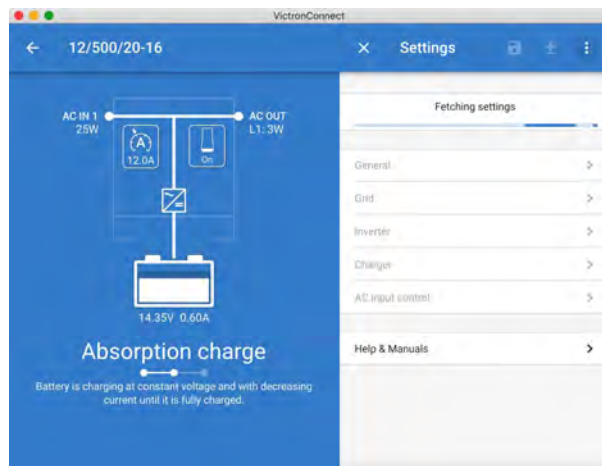 VictronConnect
12/500/20-16
AC IN 1
25W
AC OUT
L1: 3W
A
12.0A
On
14.35V 0.60A
Absorption charge
Battery is charging at constant voltage and with decreasing
current until it is fully charged.
Settings
Fetching settings
General
Grid
Inverter
Charger
AC input control
Help & Manuals